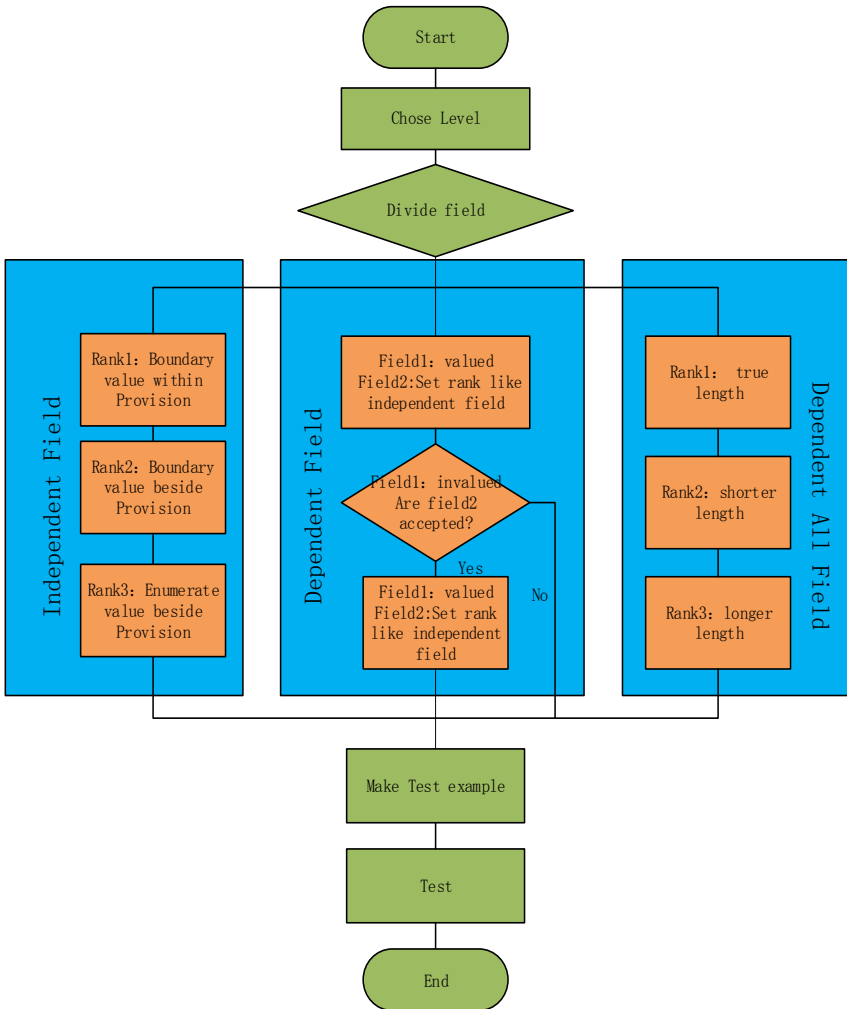 Start
Chose Level
Divide field
Independent Field
Rank1: Boundary
value within
Provision
Rank2: Boundary
value beside
Provision
Rank3: Enumerate
value beside
Provision
Dependent Field
Field1: valued
Field2:Set rank like
independent field
Field1: invalued
Are field2
accepted?
Yes
No
Field1: valued
Field2:Set rank
like independent
field
Rank1: true
length
Rank2: shorter
length
Rank3: longer
length
Dependent All Field
Make Test example
Test
End